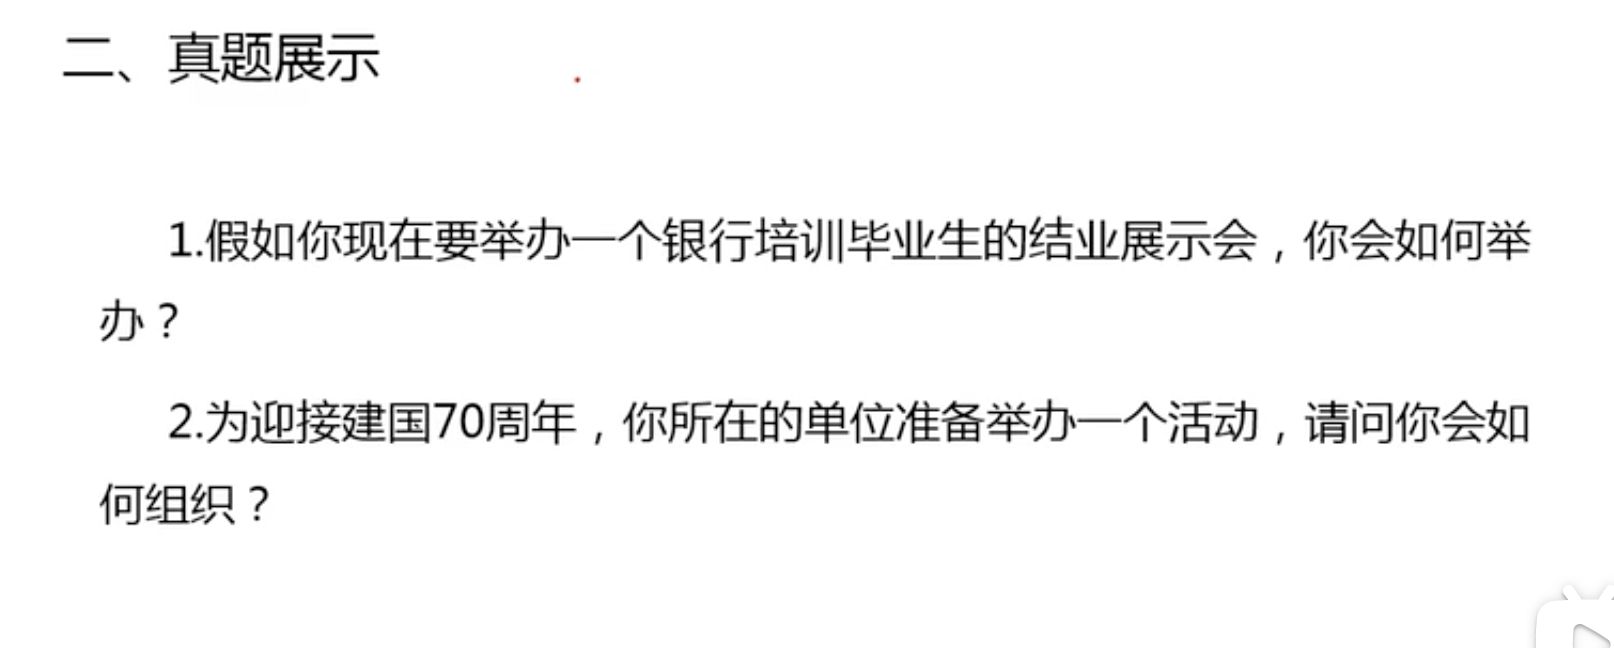 二、真题展示
1.假如你现在要举办一个银行培训毕业生的结业展示会，你会如何举
办？
2.为迎接建国70周年，你所在的单位准备举办一个活动，请问你会如
何组织？